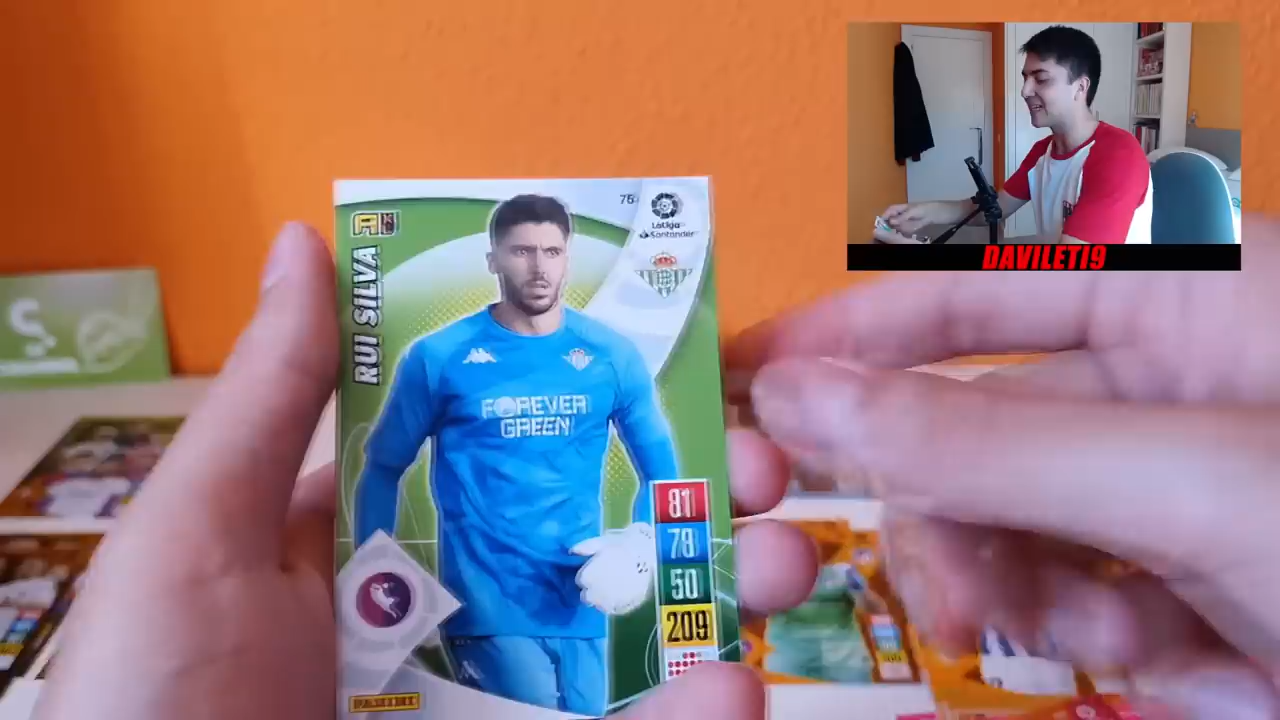 75
LaLiga
Santander
RUI SILVA
FOREVER
GREEN
81
78
50
209
PANINI
DAVILETI9